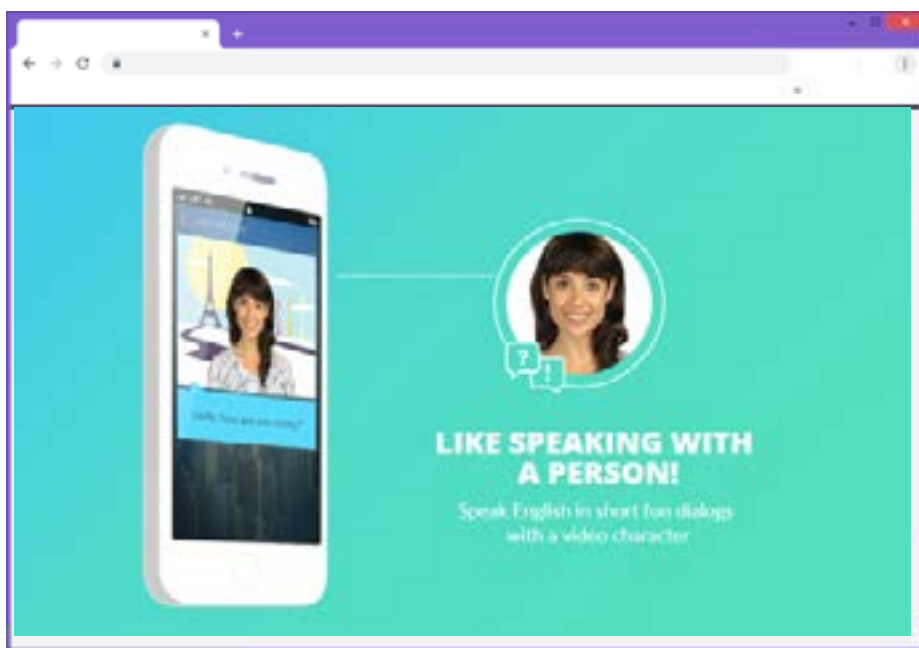 ?
!
LIKE SPEAKING WITH
A PERSON!
Speak English in short fun dialogs
with a video character